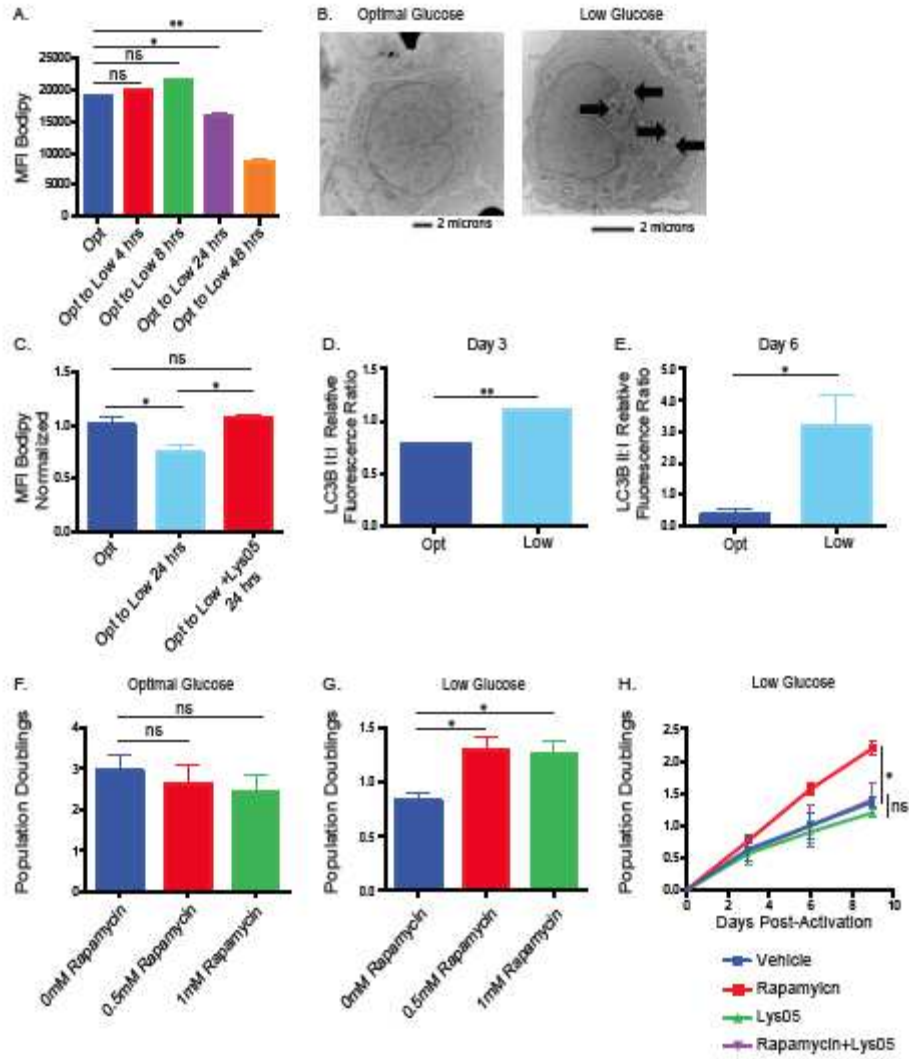 A.
**
*
ns
ns
MFI Bodipy
25000
20000
15000
10000
5000
0
Opt
Opt to Low 4 hrs
Opt to Low 8 hrs
Opt to Low 24 hrs
Opt to Low 48 hrs
B.
Optimal Glucose
Low Glucose
2 microns
2 microns
C.
ns
*
*
MFI Bodipy
Normalized
1.5
1.0
0.5
0.0
Opt
Opt to Low 24 hrs
Opt to Low +Lys05
24 hrs
D.
Day 3
**
LC3B II:I Relative
Fluorescence Ratio
1.5
1.0
0.5
0.0
Opt
Low
E.
Day 6
*
LC3B II:I Relative
Fluorescence Ratio
5.0
4.0
3.0
2.0
1.0
0.0
Opt
Low
F.
Optimal Glucose
ns
ns
Population Doublings
4
3
2
1
0
0mM Rapamycin
0.5mM Rapamycin
1mM Rapamycin
G.
Low Glucose
*
*
Population Doublings
1.5
1.0
0.5
0.0
0mM Rapamycin
0.5mM Rapamycin
1mM Rapamycin
H.
Low Glucose
Population Doublings
2.5
2.0
1.5
1.0
0.5
0.0
*
ns
0 2 4 6 8 10
Days Post-Activation
Vehicle
Rapamyicn
Lys05
Rapamycin+Lys05